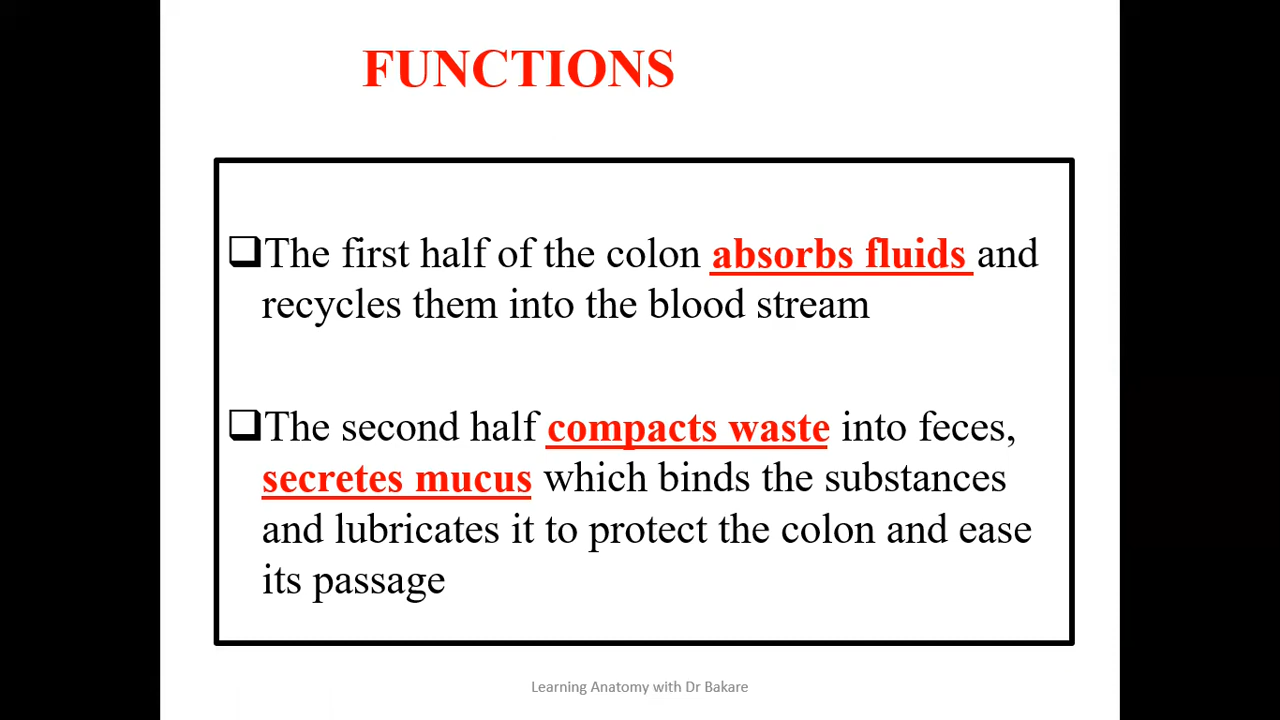 FUNCTIONS
❑The first half of the colon absorbs fluids and
recycles them into the blood stream
❑The second half compacts waste into feces,
secretes mucus which binds the substances
and lubricates it to protect the colon and ease
its passage
Learning Anatomy with Dr Bakare